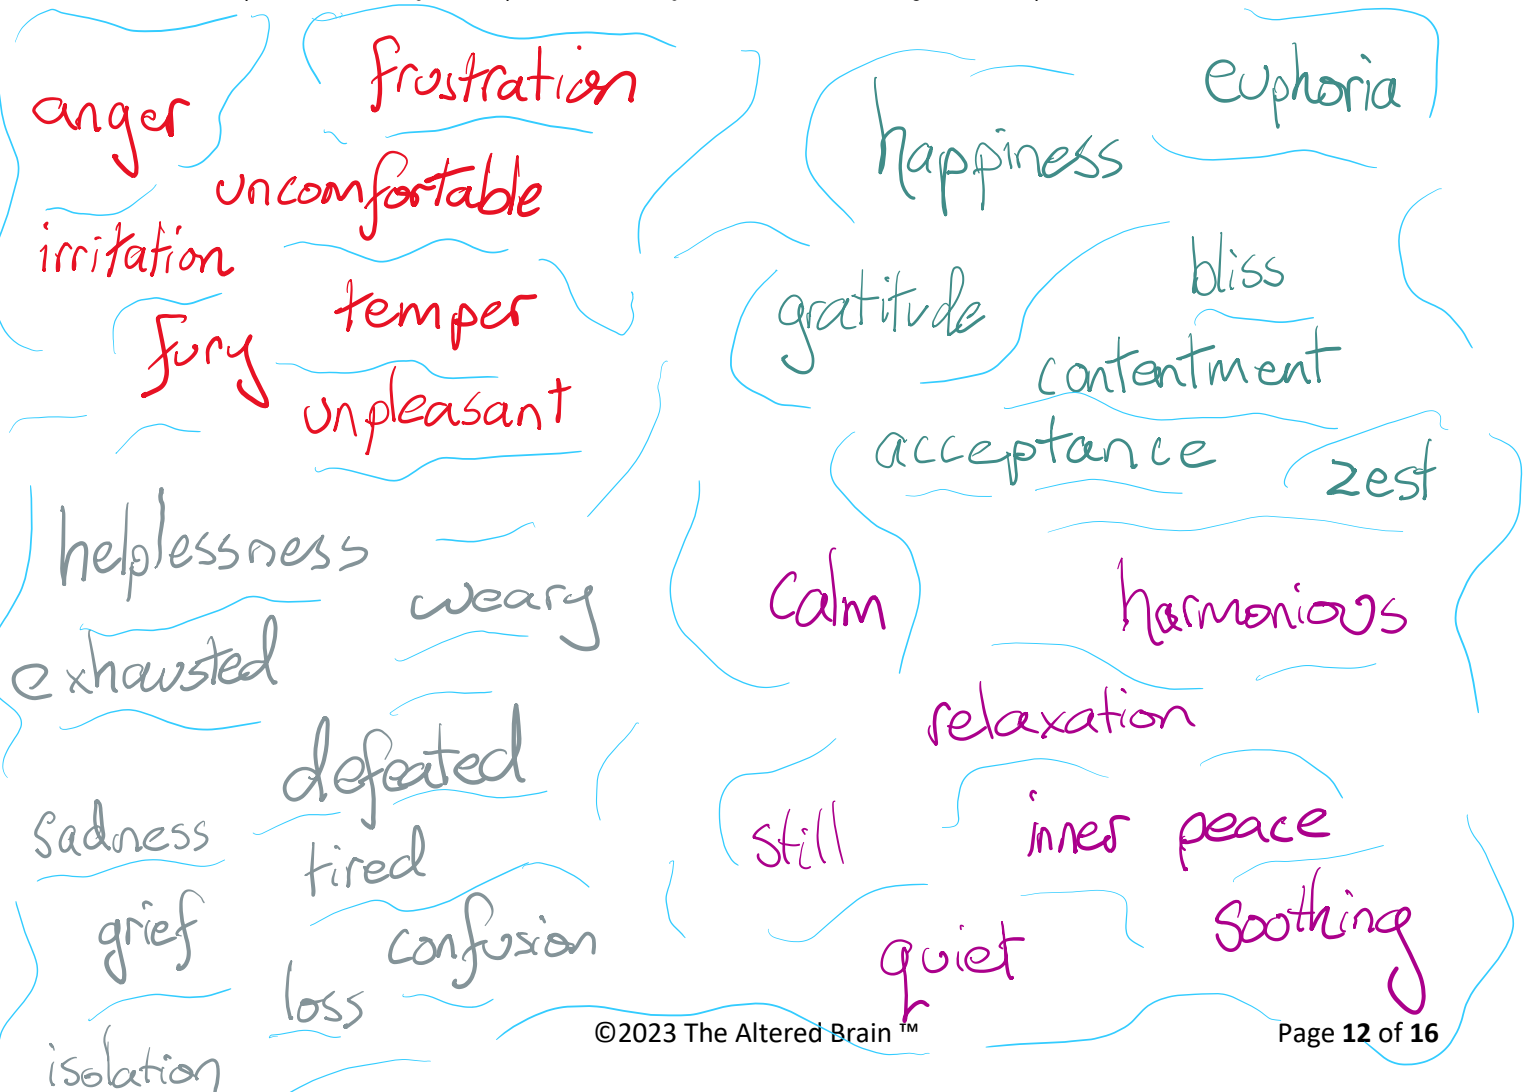 anger
frustration
uncomfortable
irritation
temper
fury
unpleasant
happiness
euphoria
gratitude
bliss
contentment
acceptance
zest
helplessness
weary
exhausted
defeated
sadness
tired
grief
confusion
loss
isolation
calm
harmonious
relaxation
still
inner peace
quiet
soothing
©2023 The Altered Brain ™
Page 12 of 16